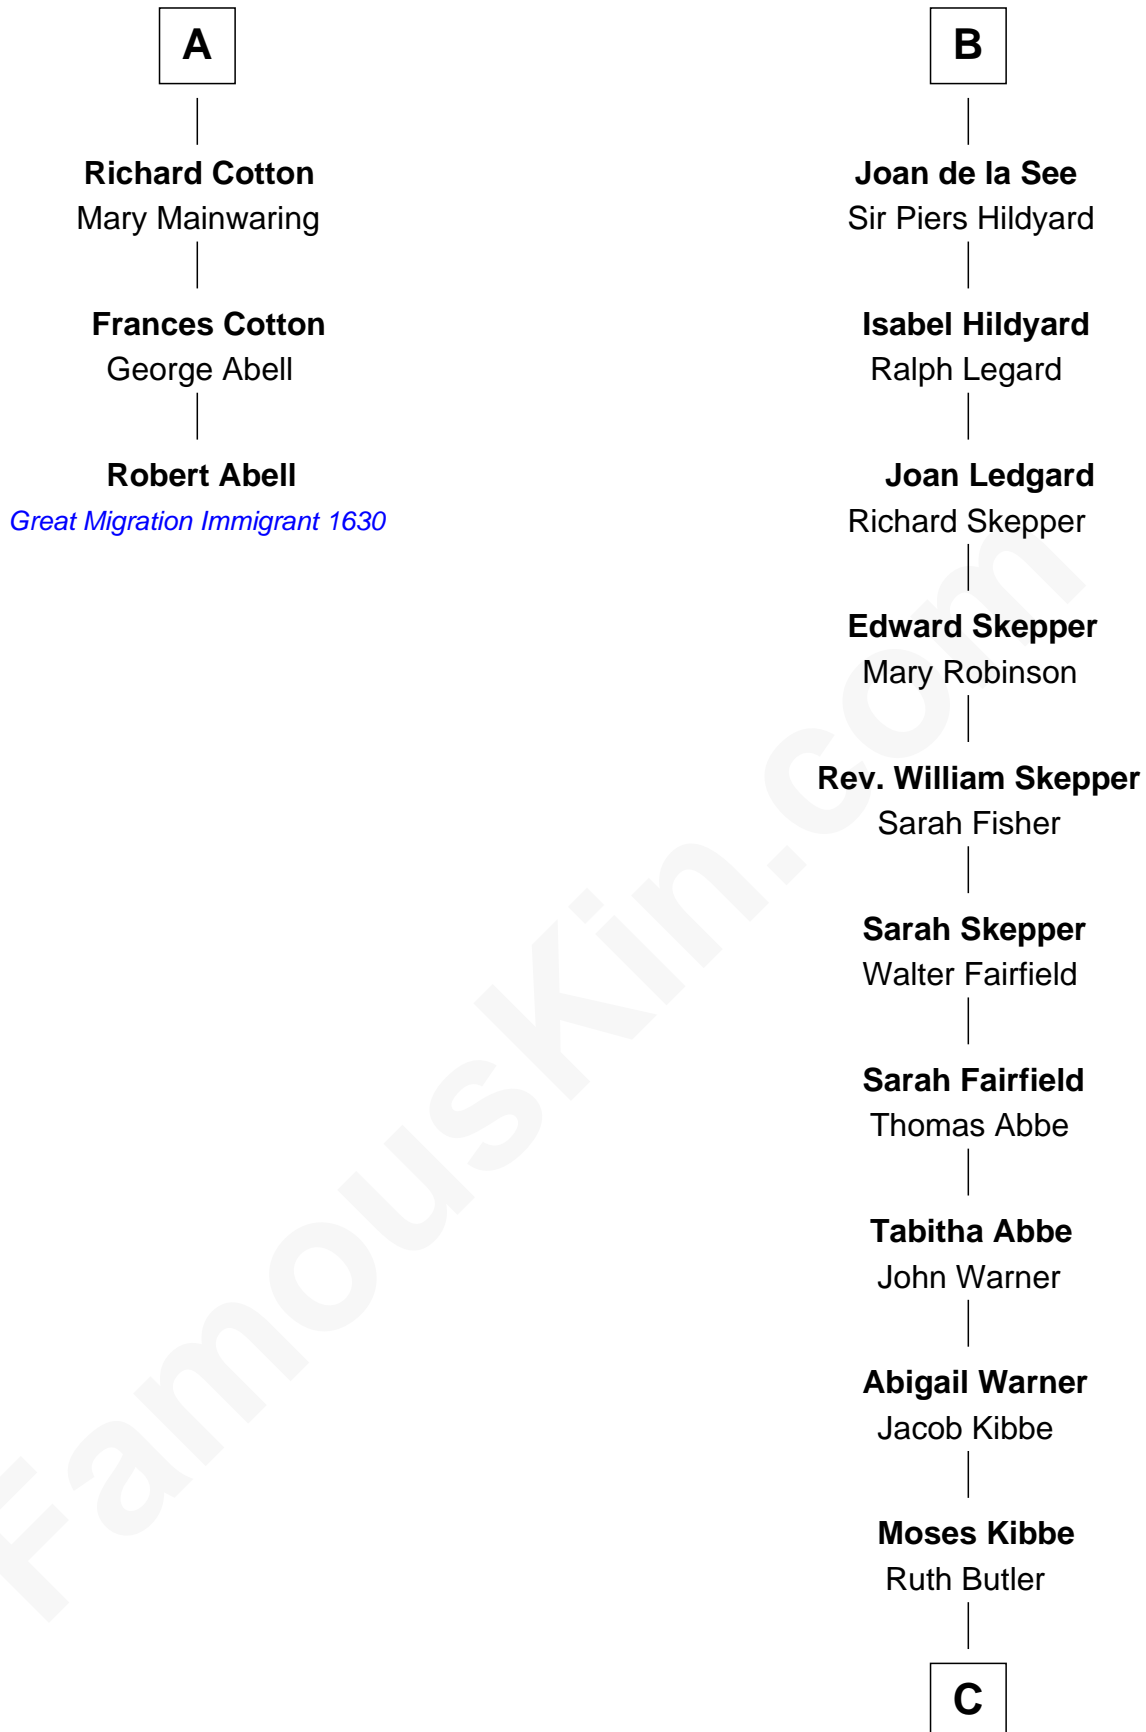 A
Richard Cotton
Mary Mainwaring
Frances Cotton
George Abell
Robert Abell
Great Migration Immigrant 1630
B
Joan de la See
Sir Piers Hildyard
Isabel Hildyard
Ralph Legard
Joan Ledgard
Richard Skepper
Edward Skepper
Mary Robinson
Rev. William Skepper
Sarah Fisher
Sarah Skepper
Walter Fairfield
Sarah Fairfield
Thomas Abbe
Tabitha Abbe
John Warner
Abigail Warner
Jacob Kibbe
Moses Kibbe
Ruth Butler
C
FamousKin.com